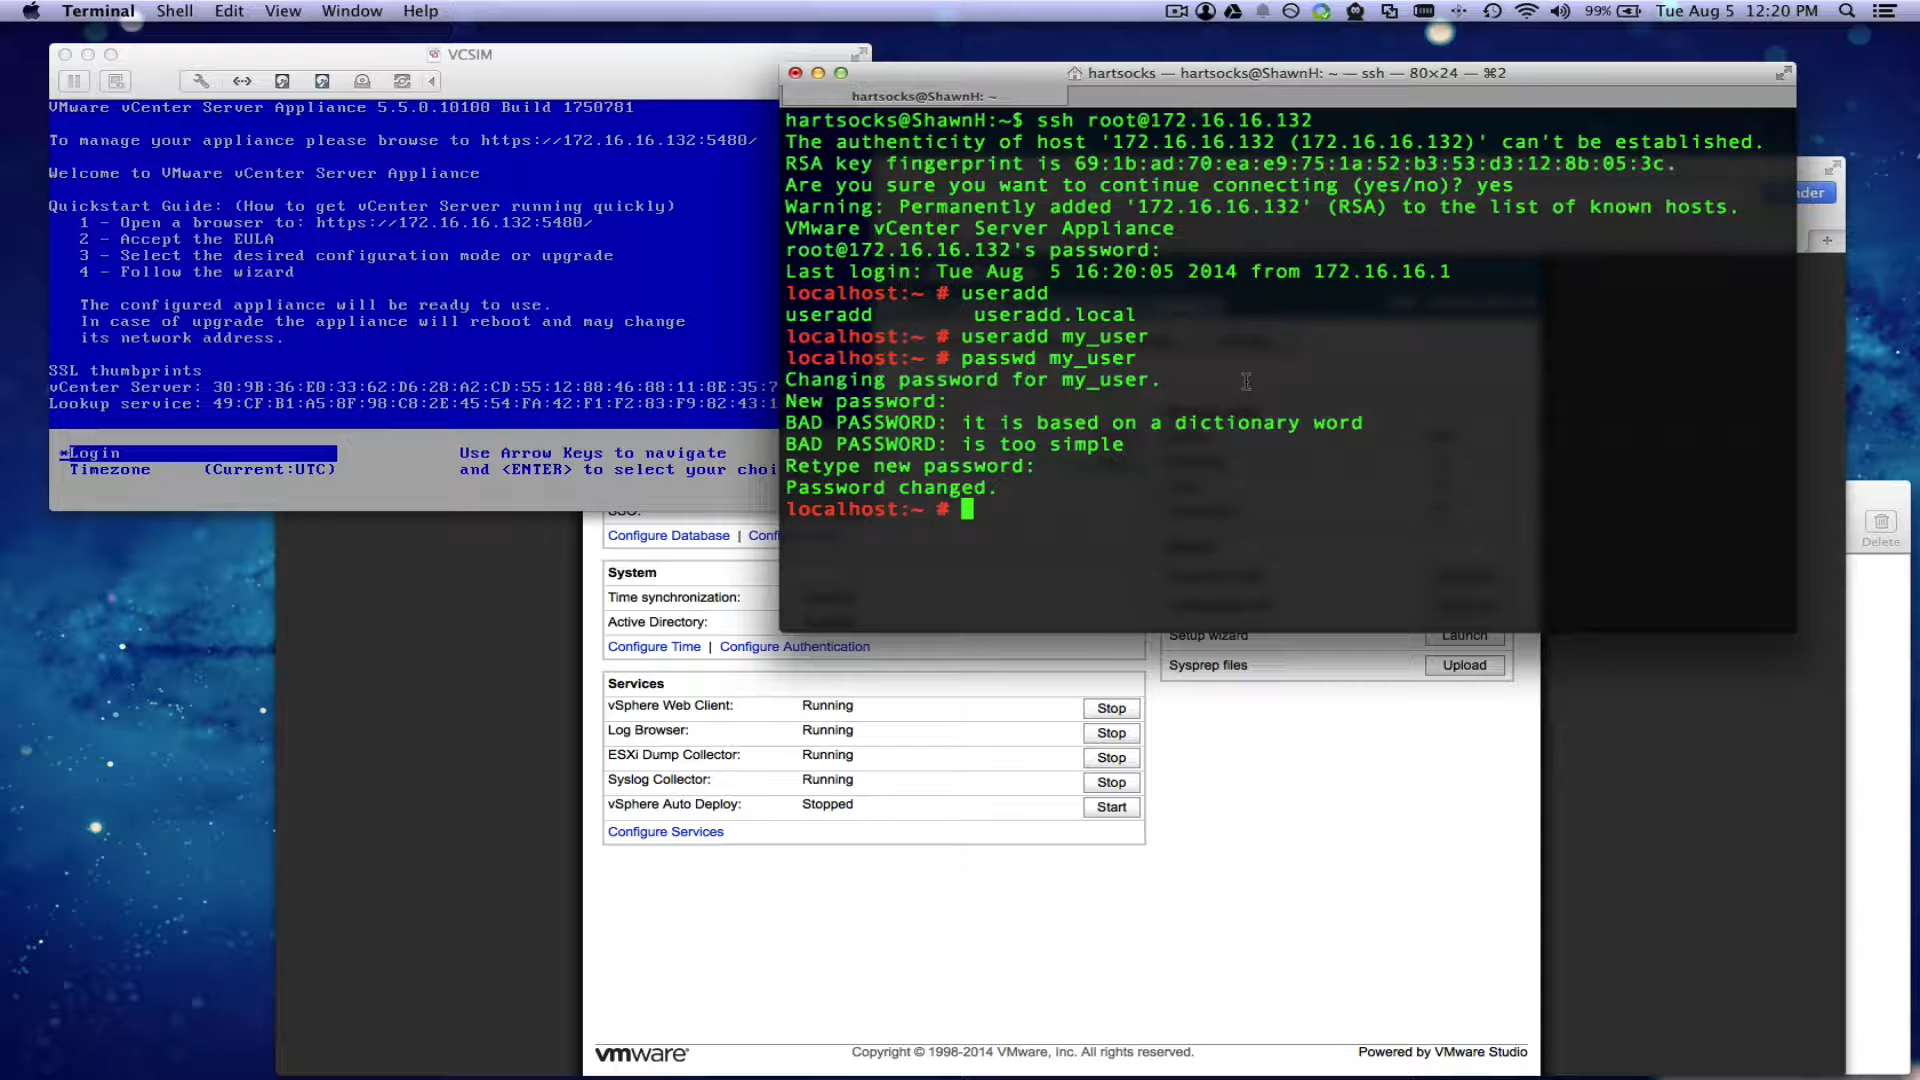 Terminal Shell Edit View Window Help
99% Tue Aug 5 12:20 PM
VCSIM
VMware vCenter Server Appliance 5.5.0.10100 Build 1750781
To manage your appliance please browse to https://172.16.16.132:5480/
Welcome to VMware vCenter Server Appliance
Quickstart Guide: (How to get vCenter Server running quickly)
1 - Open a browser to: https://172.16.16.132:5480/
2 - Accept the EULA
3 - Select the desired configuration mode or upgrade
4 - Follow the wizard
The configured appliance will be ready to use.
In case of upgrade the appliance will reboot and may change
its network address.
SSL thumbprints
vCenter Server: 30:9B:36:E0:33:62:D6:28:A2:CD:55:12:88:46:88:11:8E:35:7
Lookup service: 49:CF:B1:A5:8F:98:C8:2E:45:54:FA:42:F1:F2:83:F9:82:43:1
*Login
Timezone (Current:UTC)
Use Arrow Keys to navigate
and <ENTER> to select your choi
hartsocks — hartsocks@ShawnH: ~ — ssh — 80×24 — ⌘2
hartsocks@ShawnH: ~
hartsocks@ShawnH:~$ ssh root@172.16.16.132
The authenticity of host '172.16.16.132 (172.16.16.132)' can't be established.
RSA key fingerprint is 69:1b:ad:70:ea:e9:75:1a:52:b3:53:d3:12:8b:05:3c.
Are you sure you want to continue connecting (yes/no)? yes
Warning: Permanently added '172.16.16.132' (RSA) to the list of known hosts.
VMware vCenter Server Appliance
root@172.16.16.132's password:
Last login: Tue Aug  5 16:20:05 2014 from 172.16.16.1
localhost:~ # useradd
useradd useradd.local
localhost:~ # useradd my_user
localhost:~ # passwd my_user
Changing password for my_user.
New password:
BAD PASSWORD: it is based on a dictionary word
BAD PASSWORD: is too simple
Retype new password:
Password changed.
localhost:~ #
der
Delete
Configure Database | Conf
System
Time synchronization:
Active Directory:
Configure Time | Configure Authentication
Setup wizard Launch
Sysprep files Upload
Services
vSphere Web Client: Running Stop
Log Browser: Running Stop
ESXi Dump Collector: Running Stop
Syslog Collector: Running Stop
vSphere Auto Deploy: Stopped Start
Configure Services
vmware®
Copyright © 1998-2014 VMware, Inc. All rights reserved.
Powered by VMware Studio